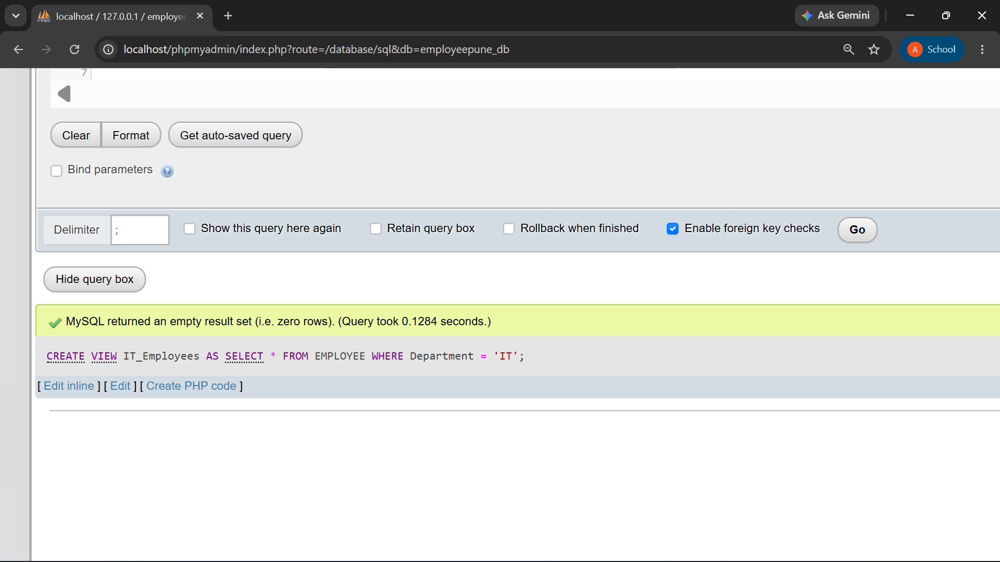 localhost / 127.0.0.1 / employee
Ask Gemini
localhost/phpmyadmin/index.php?route=/database/sql&db=employeepune_db
A School
7
Clear Format Get auto-saved query
Bind parameters ?
Delimiter ; Show this query here again Retain query box Rollback when finished Enable foreign key checks Go
Hide query box
MySQL returned an empty result set (i.e. zero rows). (Query took 0.1284 seconds.)
CREATE VIEW IT_Employees AS SELECT * FROM EMPLOYEE WHERE Department = 'IT';
[ Edit inline ] [ Edit ] [ Create PHP code ]